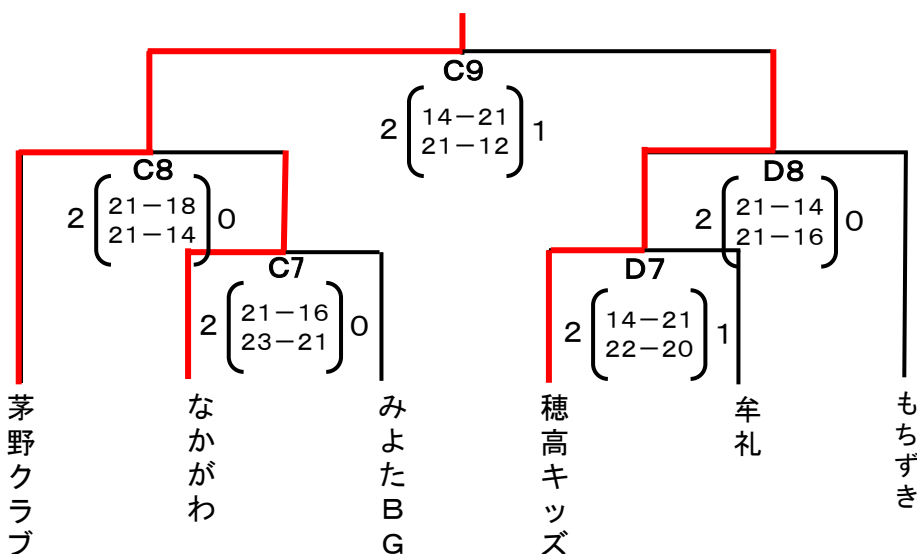 C9
2 14－21 1
21－12
C8
2 21－18 0
21－14
D8
2 21－14 0
21－16
C7
2 21－16 0
23－21
D7
2 14－21 1
22－20
茅野クラブ
なかがわ
みよたBG
穂高キッズ
牟礼
もちずき